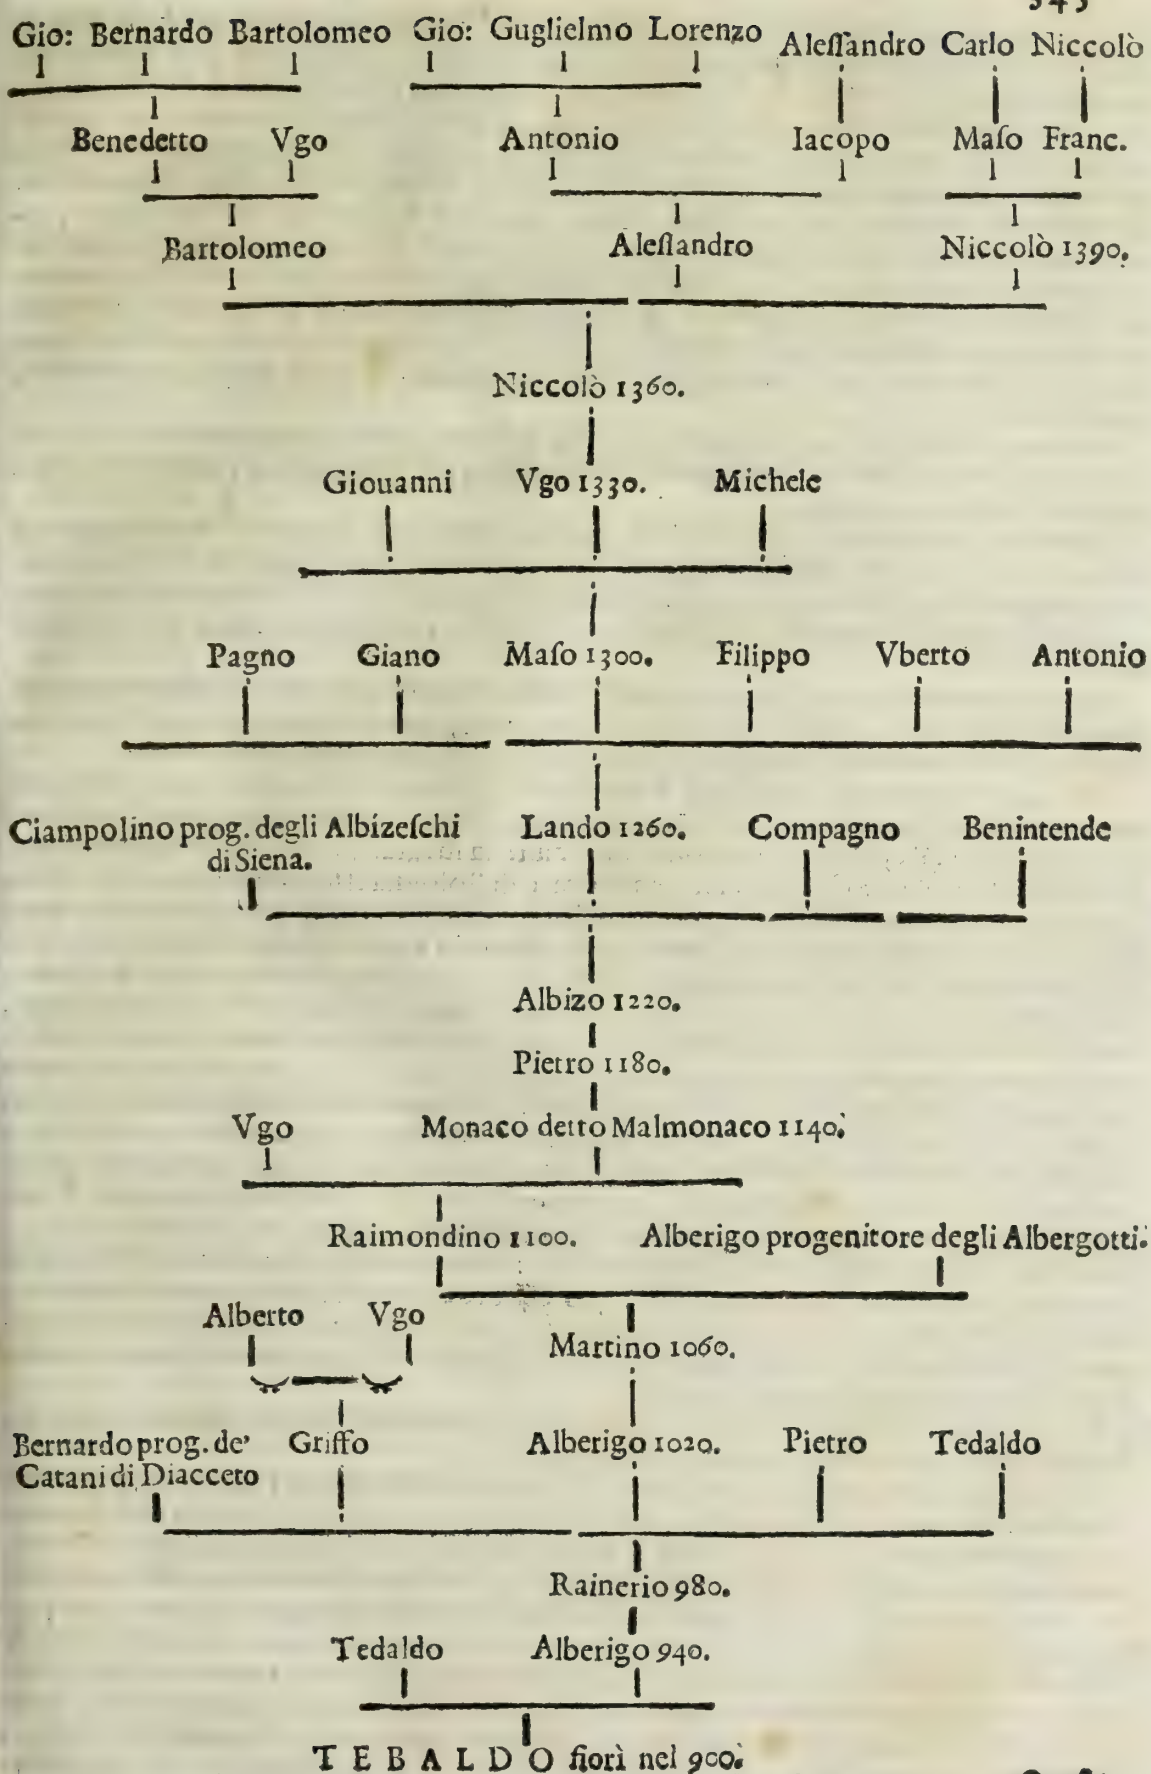 Gio: Bernardo Bartolomeo Gio: Guglielmo Lorenzo Aleſſandro Carlo Niccolò
Benedetto Vgo Antonio Iacopo Maſo Franc.
Bartolomeo Aleſſandro Niccolò 1390.
Niccolò 1360.
Giouanni Vgo 1330. Michele
Pagno Giano Maſo 1300. Filippo Vberto Antonio
Ciampolino prog. degli Albizeſchi Lando 1260. Compagno Benintende
di Siena.
Albizo 1220.
Pietro 1180.
Vgo Monaco detto Malmonaco 1140.
Raimondino 1100. Alberigo progenitore degli Albergotti.
Alberto Vgo
Martino 1060.
Bernardo prog. de' Griffo Alberigo 1020. Pietro Tedaldo
Catani di Diacceto
Rainerio 980.
Tedaldo Alberigo 940.
TEBALDO fiorì nel 900.